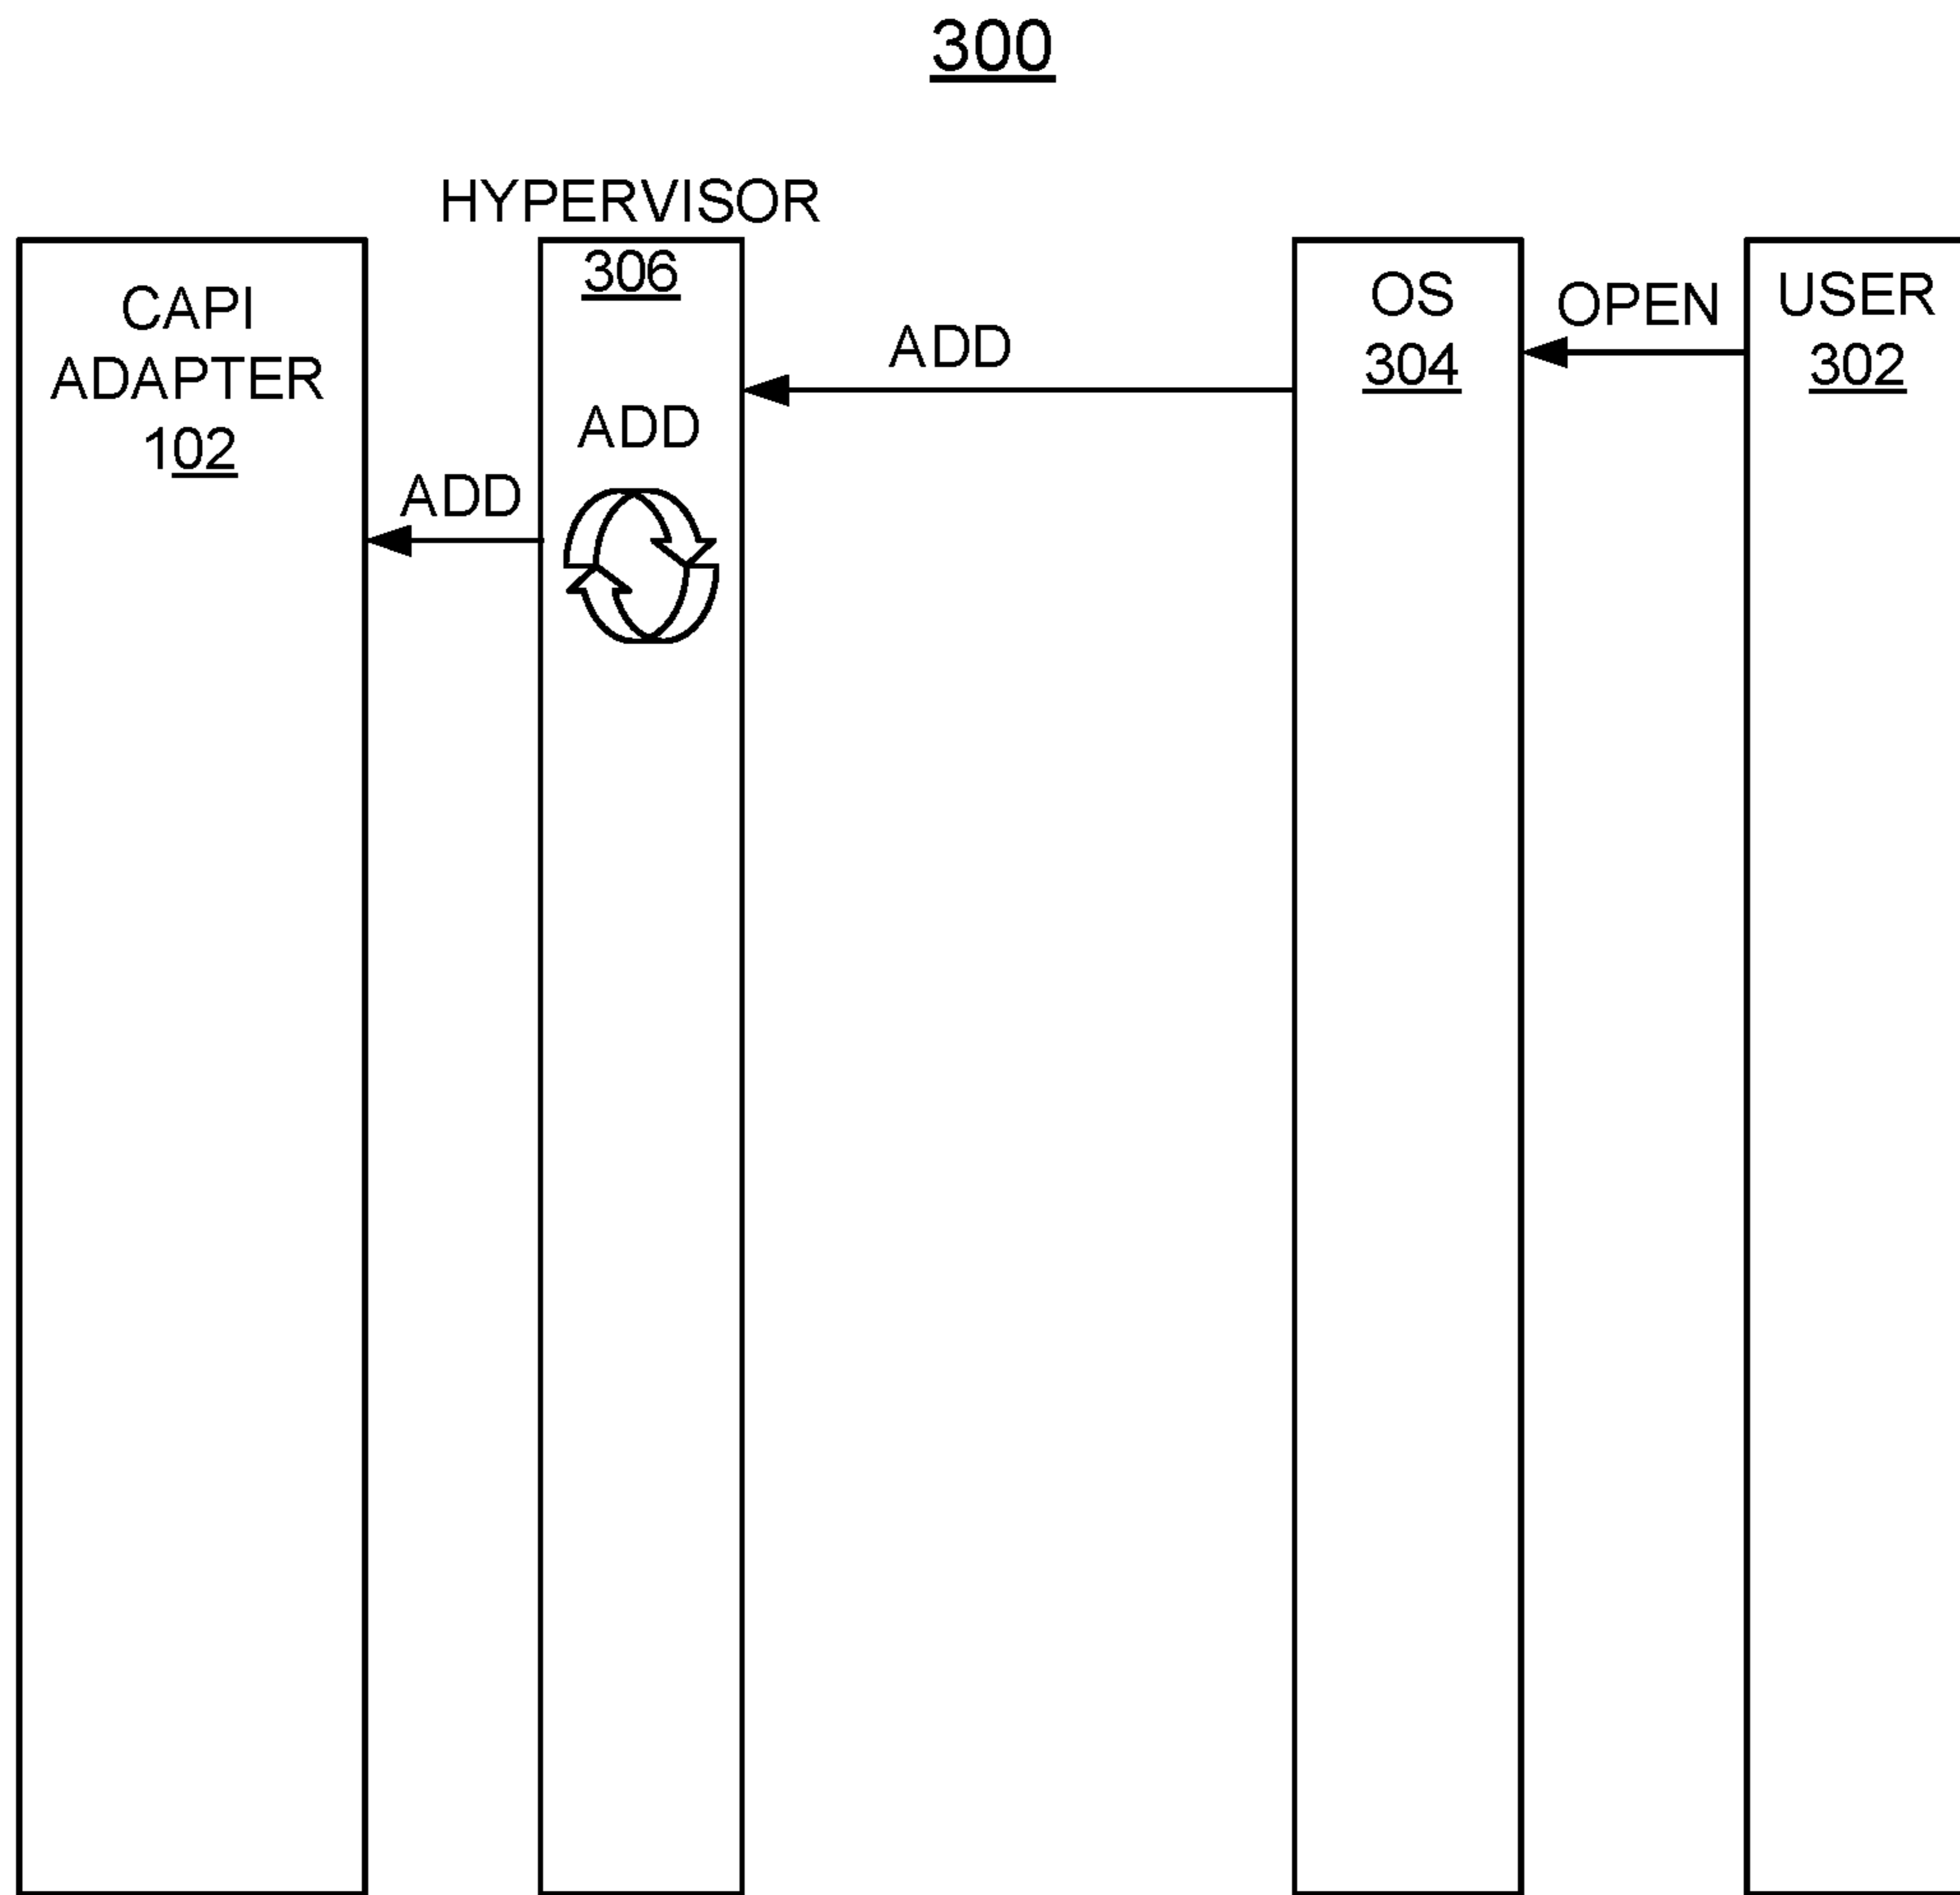 300
HYPERVISOR
306
CAPI
ADAPTER
102
ADD
ADD
ADD
OS
304
OPEN
USER
302